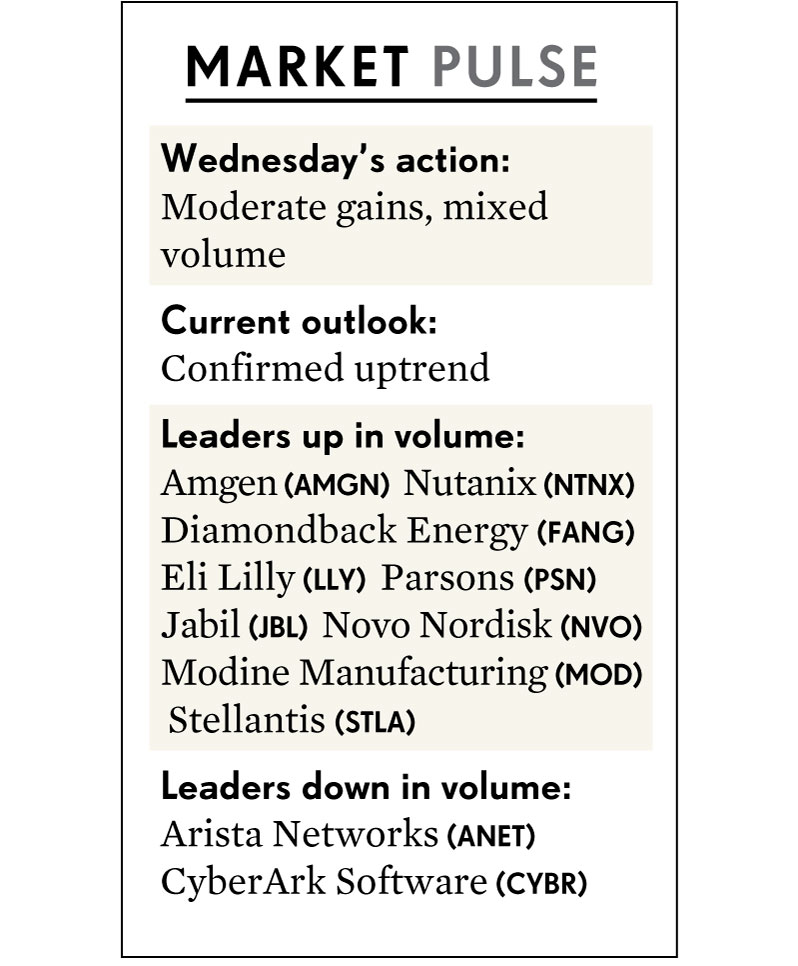 MARKET PULSE
Wednesday’s action:
Moderate gains, mixed
volume
Current outlook:
Confirmed uptrend
Leaders up in volume:
Amgen (AMGN) Nutanix (NTNX)
Diamondback Energy (FANG)
Eli Lilly (LLY) Parsons (PSN)
Jabil (JBL) Novo Nordisk (NVO)
Modine Manufacturing (MOD)
Stellantis (STLA)
Leaders down in volume:
Arista Networks (ANET)
CyberArk Software (CYBR)